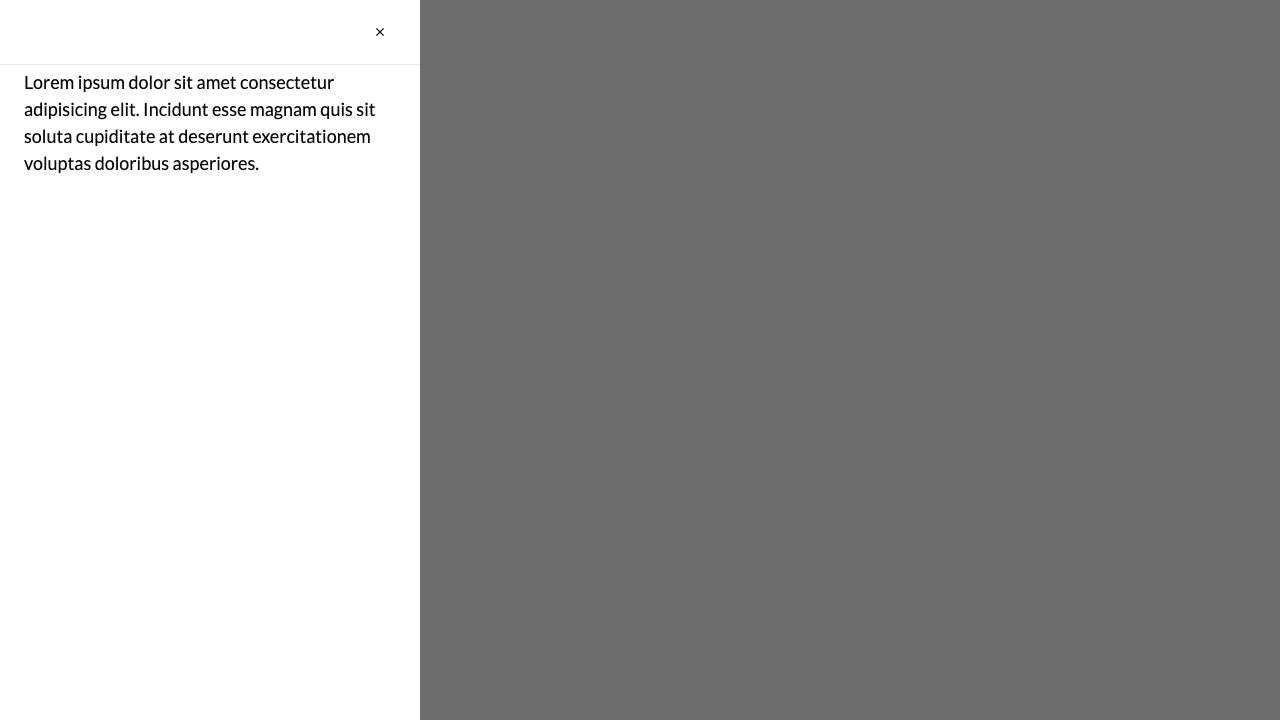 ×
Lorem ipsum dolor sit amet consectetur
adipisicing elit. Incidunt esse magnam quis sit
soluta cupiditate at deserunt exercitationem
voluptas doloribus asperiores.